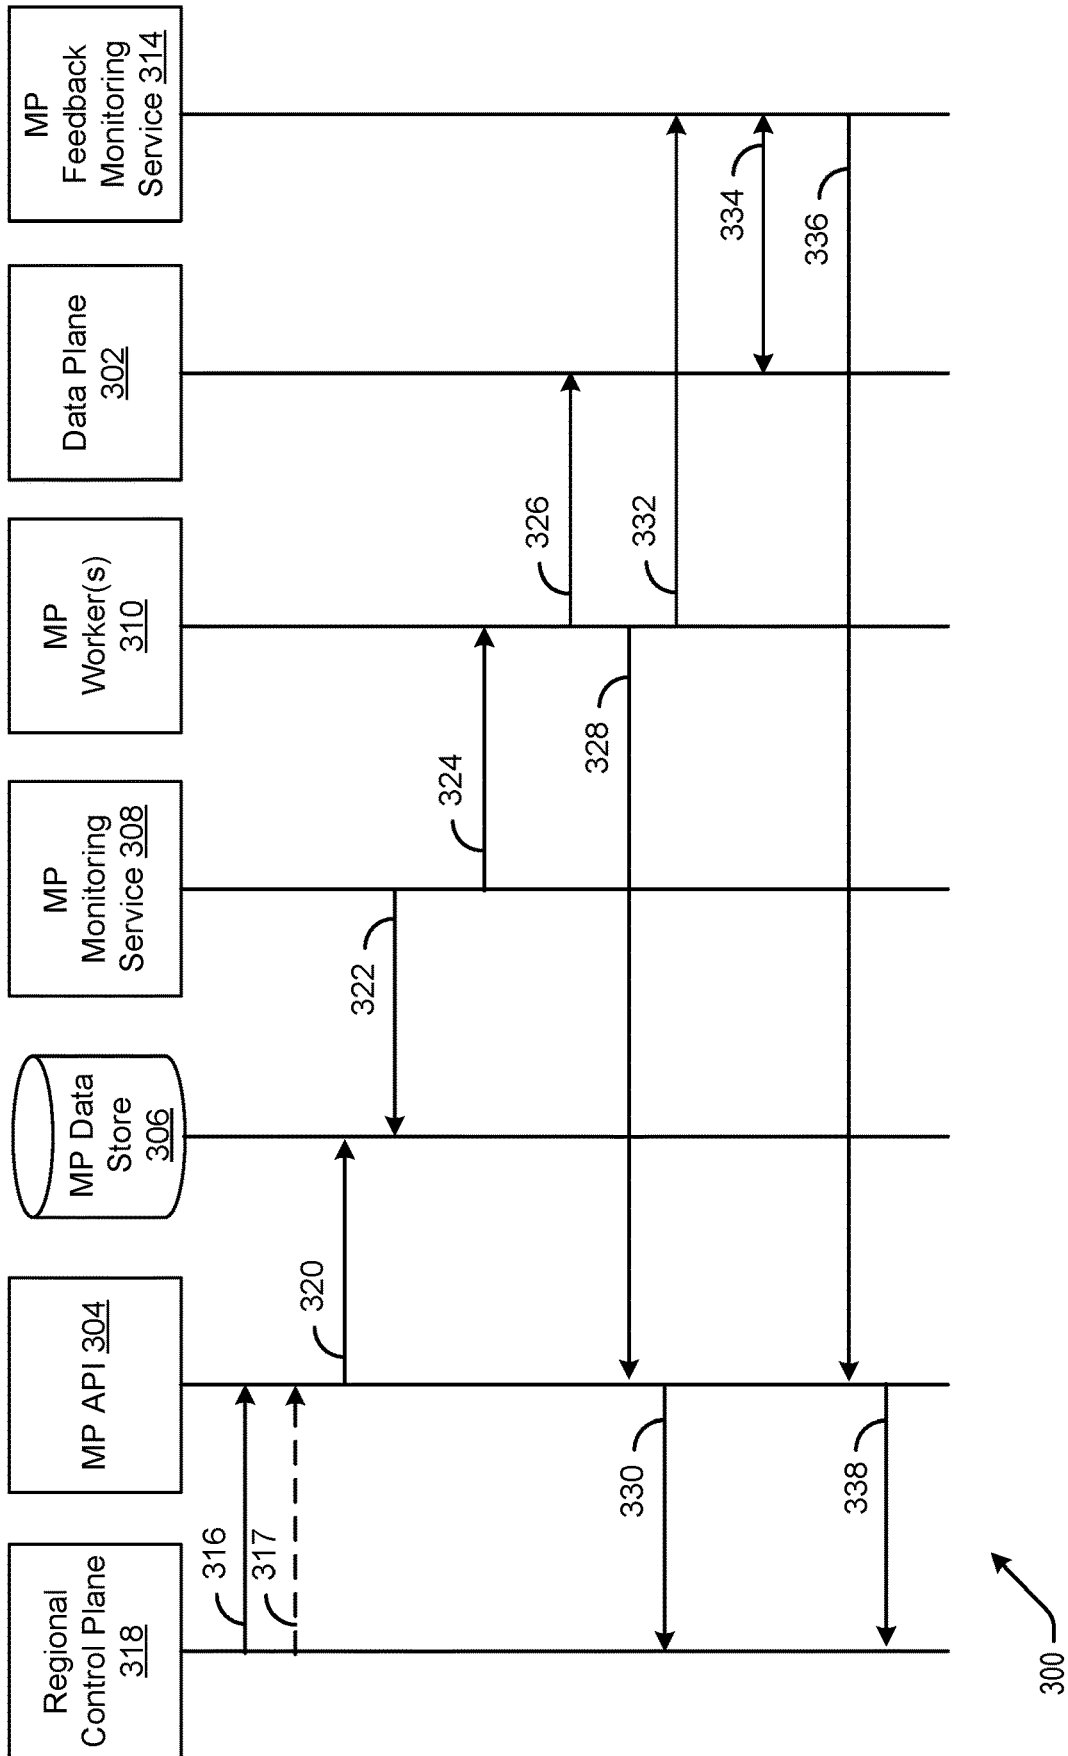 Regional
Control Plane
318
MP API 304
MP Data
Store
306
MP
Monitoring
Service 308
MP
Worker(s)
310
Data Plane
302
MP
Feedback
Monitoring
Service 314
316
317
320
322
324
326
328
330
332
334
336
338
300